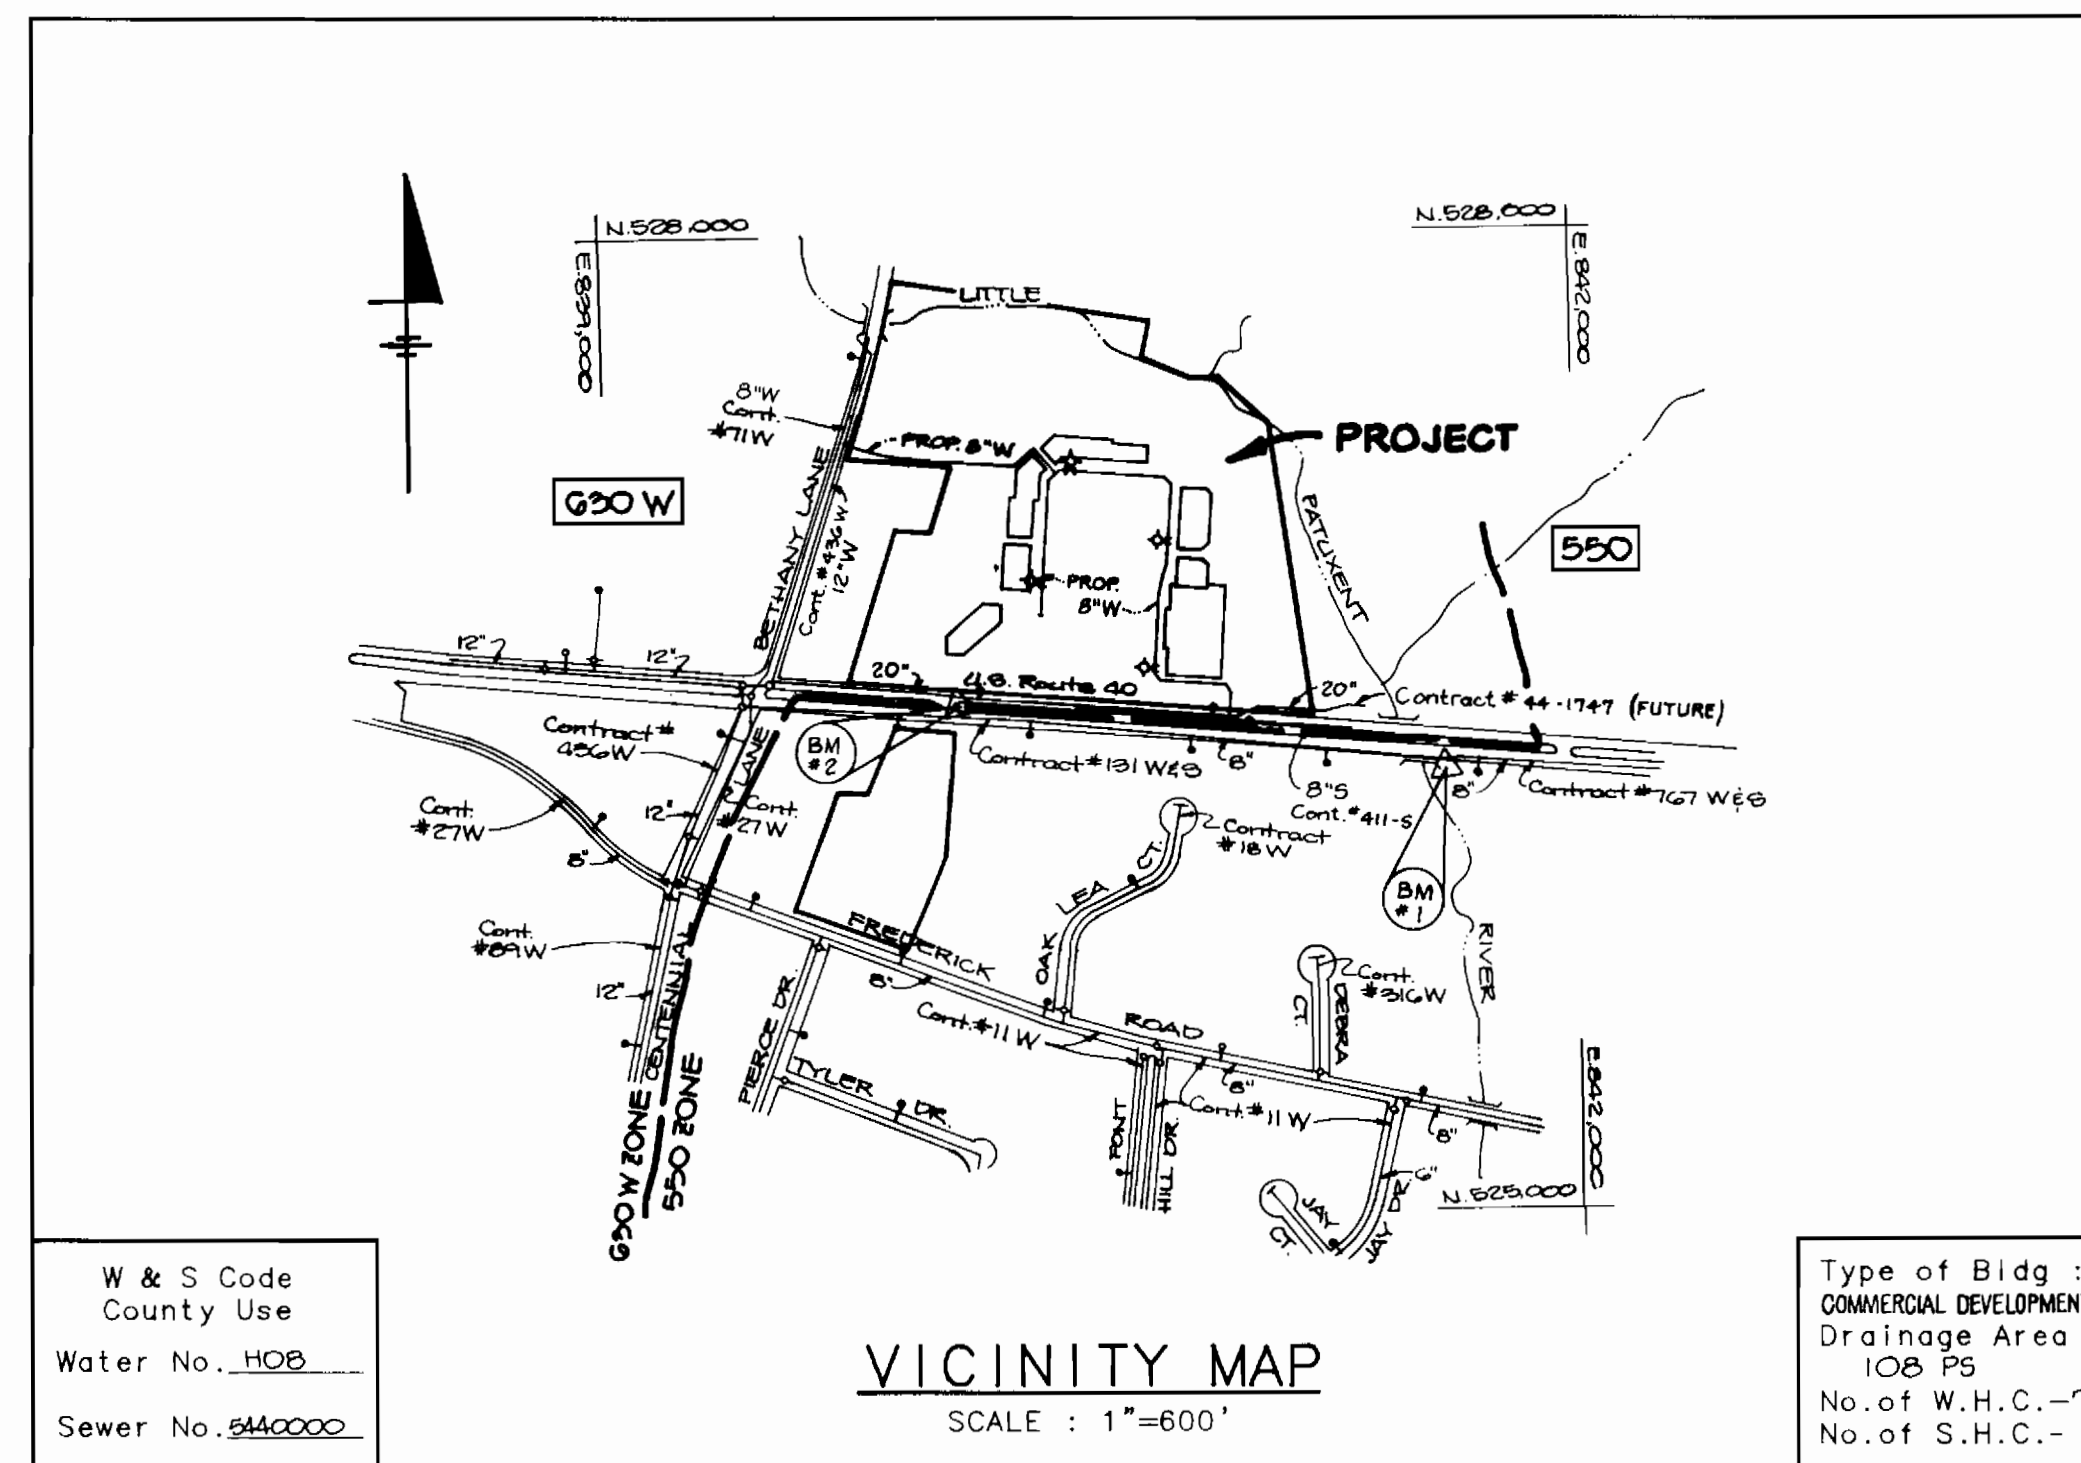 N.528,000
E.839,000
N.528,000
E.842,000
LITTLE
8"W
Cont.
#71W
PROP. 8"W
PROJECT
630 W
BETHANY LANE
Cont. #436W
12"W
PATUXENT
550
PROP.
8"W
12"
12"
20"
U.S. Route 40
20"
Contract # 44-1747 (FUTURE)
Contract #
436W
LANE
BM
#2
Contract #131 W&S
8"
8"S
Cont. #411-S
8"
Contract #767 W&S
Cont.
#27W
12"
Cont.
#27W
8"
Contract
#18W
OAK LEA CT.
BM
#1
Cont.
#89W
12"
CENTENNIAL
FREDERICK
8"
Cont. #11 W
ROAD
PIERCE DR.
TYLER DR.
Cont.
#316W
DEBRA
CT.
RIVER
8"
Cont. #11 W
FONT
HILL DR.
8"
6"
JAY DR.
JAY
CT.
E.842,000
N.525,000
630 W ZONE
550 ZONE
W & S Code
County Use
Water No. H08
Sewer No. 5440000
VICINITY MAP
SCALE : 1"=600'
Type of Bldg :
COMMERCIAL DEVELOPMENT
Drainage Area
108 PS
No.of W.H.C.-
No.of S.H.C.-